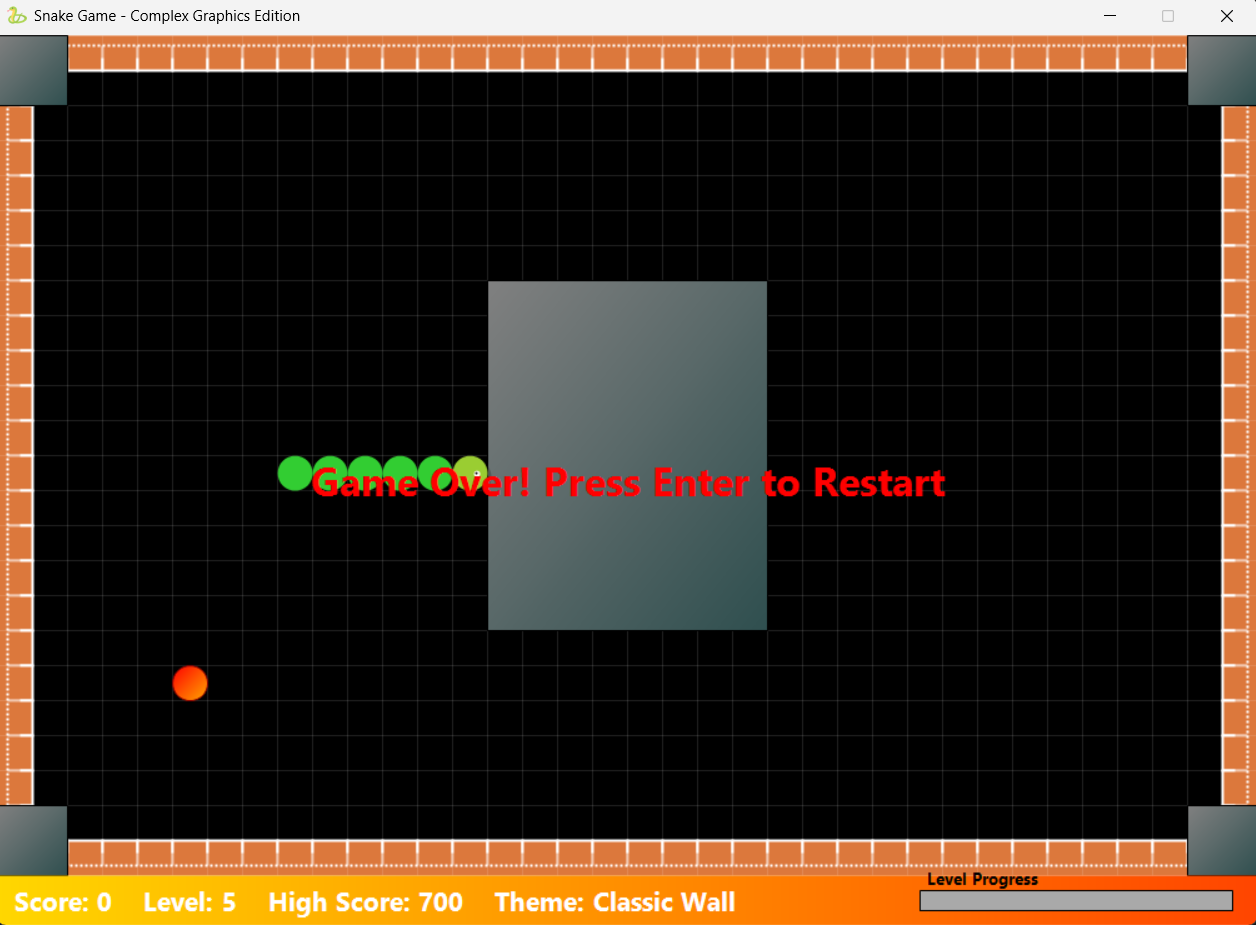 Snake Game - Complex Graphics Edition
Game Over! Press Enter to Restart
Level Progress
Score: 0 Level: 5 High Score: 700 Theme: Classic Wall